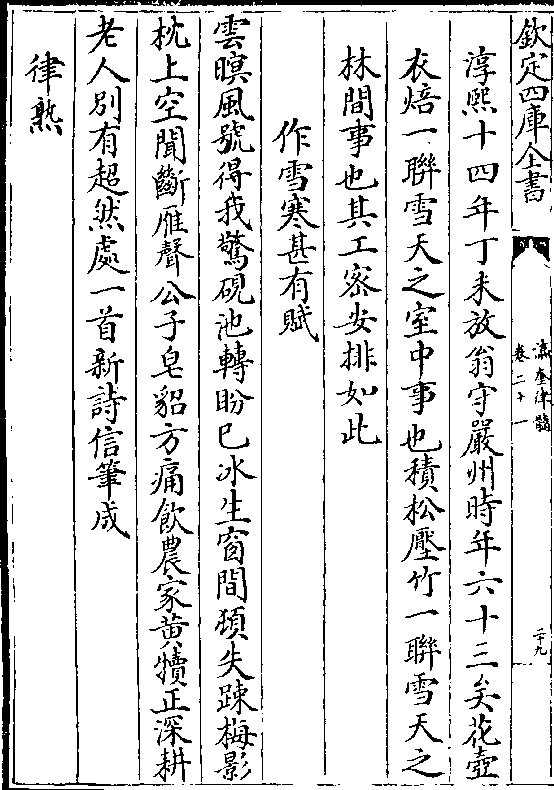 欽定四庫全書
瀛奎律髓
卷二十一
二十九
淳熙十四年丁未放翁守嚴州時年六十三矣花壺
衣焙一聯雪天之室中事也積松壓竹一聯雪天之
林間事也其工密安排如此
作雪寒甚有賦
雲暝風號得我驚硯池轉盼已冰生窗間頓失踈梅影
枕上空聞斷雁聲公子皂貂方痛飲農家黄犢正深耕
老人別有超然處一首新詩信筆成
律熟